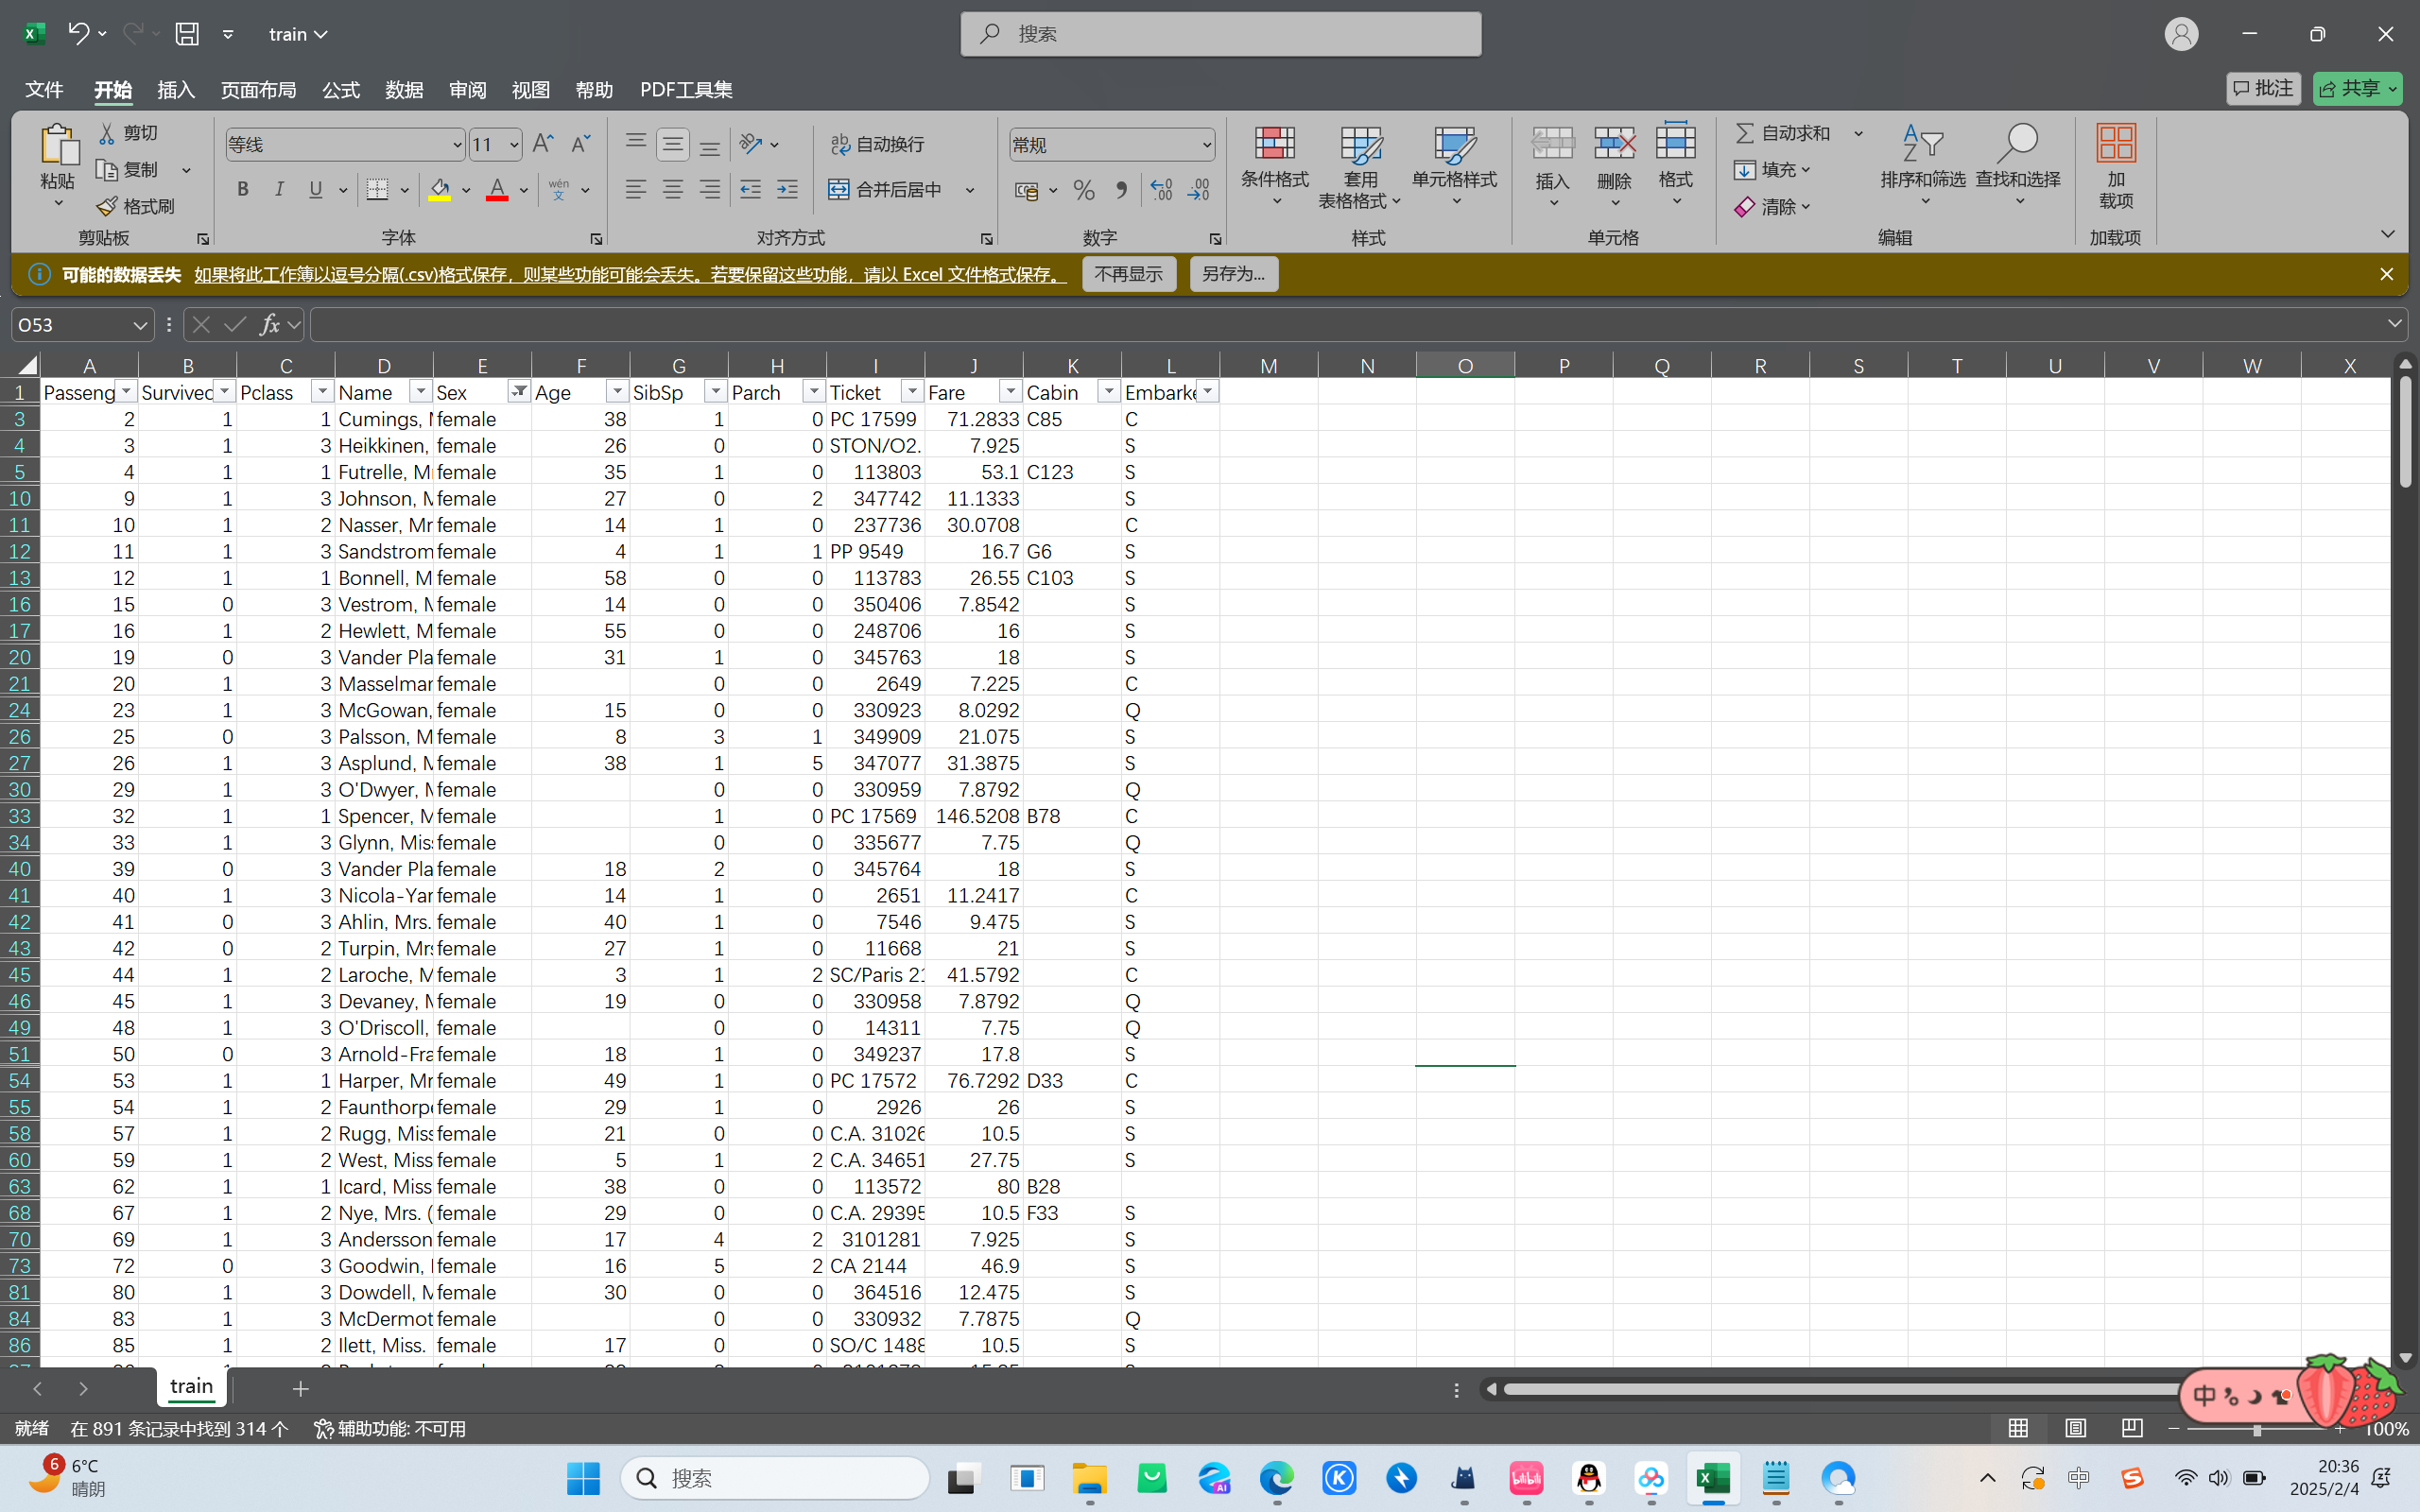 train
搜索
文件 开始 插入 页面布局 公式 数据 审阅 视图 帮助 PDF工具集 批注 共享
粘贴 剪切 复制 格式刷 剪贴板
等线 11 B I U wén 文 字体
自动换行 合并后居中 对齐方式
常规 % 数字
条件格式 套用表格格式 单元格样式 样式
插入 删除 格式 单元格
自动求和 填充 清除 排序和筛选 查找和选择 编辑
加载项 加载项
可能的数据丢失 如果将此工作簿以逗号分隔(.csv)格式保存，则某些功能可能会丢失。若要保留这些功能，请以 Excel 文件格式保存。 不再显示 另存为...
O53 fx
A B C D E F G H I J K L M N O P Q R S T U V W X
1 Passeng Survived Pclass Name Sex Age SibSp Parch Ticket Fare Cabin Embarke
3 2 1 1 Cumings, female 38 1 0 PC 17599 71.2833 C85 C
4 3 1 3 Heikkinen, female 26 0 0 STON/O2. 7.925 S
5 4 1 1 Futrelle, M female 35 1 0 113803 53.1 C123 S
10 9 1 3 Johnson, M female 27 0 2 347742 11.1333 S
11 10 1 2 Nasser, Mr female 14 1 0 237736 30.0708 C
12 11 1 3 Sandstrom female 4 1 1 PP 9549 16.7 G6 S
13 12 1 1 Bonnell, M female 58 0 0 113783 26.55 C103 S
16 15 0 3 Vestrom, female 14 0 0 350406 7.8542 S
17 16 1 2 Hewlett, M female 55 0 0 248706 16 S
20 19 0 3 Vander Pla female 31 1 0 345763 18 S
21 20 1 3 Masselmar female 0 0 2649 7.225 C
24 23 1 3 McGowan, female 15 0 0 330923 8.0292 Q
26 25 0 3 Palsson, M female 8 3 1 349909 21.075 S
27 26 1 3 Asplund, M female 38 1 5 347077 31.3875 S
30 29 1 3 O'Dwyer, M female 0 0 330959 7.8792 Q
33 32 1 1 Spencer, M female 1 0 PC 17569 146.5208 B78 C
34 33 1 3 Glynn, Mis female 0 0 335677 7.75 Q
40 39 0 3 Vander Pla female 18 2 0 345764 18 S
41 40 1 3 Nicola-Yar female 14 1 0 2651 11.2417 C
42 41 0 3 Ahlin, Mrs. female 40 1 0 7546 9.475 S
43 42 0 2 Turpin, Mrs female 27 1 0 11668 21 S
45 44 1 2 Laroche, M female 3 1 2 SC/Paris 21 41.5792 C
46 45 1 3 Devaney, M female 19 0 0 330958 7.8792 Q
49 48 1 3 O'Driscoll, female 0 0 14311 7.75 Q
51 50 0 3 Arnold-Fra female 18 1 0 349237 17.8 S
54 53 1 1 Harper, Mr female 49 1 0 PC 17572 76.7292 D33 C
55 54 1 2 Faunthorpe female 29 1 0 2926 26 S
58 57 1 2 Rugg, Miss female 21 0 0 C.A. 31026 10.5 S
60 59 1 2 West, Miss female 5 1 2 C.A. 34651 27.75 S
63 62 1 1 Icard, Miss female 38 0 0 113572 80 B28
68 67 1 2 Nye, Mrs. ( female 29 0 0 C.A. 29395 10.5 F33 S
70 69 1 3 Andersson female 17 4 2 3101281 7.925 S
73 72 0 3 Goodwin, female 16 5 2 CA 2144 46.9 S
81 80 1 3 Dowdell, M female 30 0 0 364516 12.475 S
84 83 1 3 McDermot female 0 0 330932 7.7875 Q
86 85 1 2 Ilett, Miss. female 17 0 0 SO/C 1488 10.5 S
train
中
就绪 在 891 条记录中找到 314 个 辅助功能: 不可用 100%
6 6°C
晴朗
搜索
AI
bilibili
中
20:36
2025/2/4